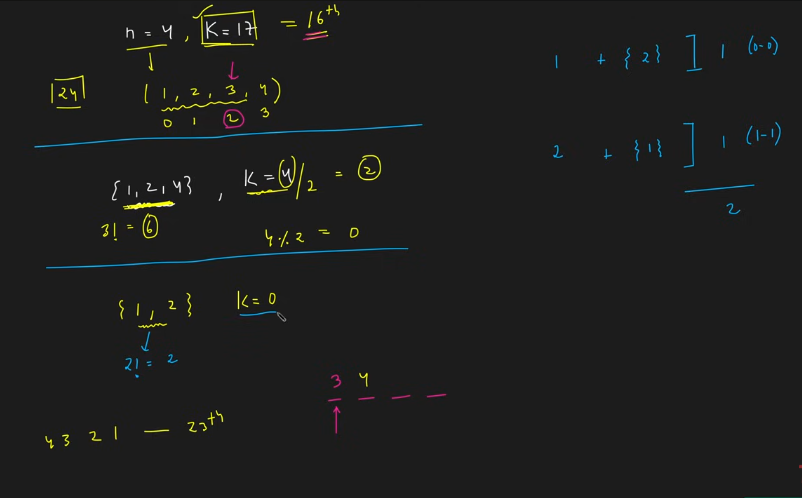 n = 4 , K = 17 = 16th
24
( 1 , 2 , 3 , 4 )
0 1 2 3
{ 1 , 2 , 4 } , K = 4 / 2 = 2
3! = 6
4 % 2 = 0
{ 1 , 2 } K = 0
2! = 2
3 4
4 3 2 1 — 23th
1 + { 2 } ] 1 (0-0)
2 + { 1 } ] 1 (1-1)
2